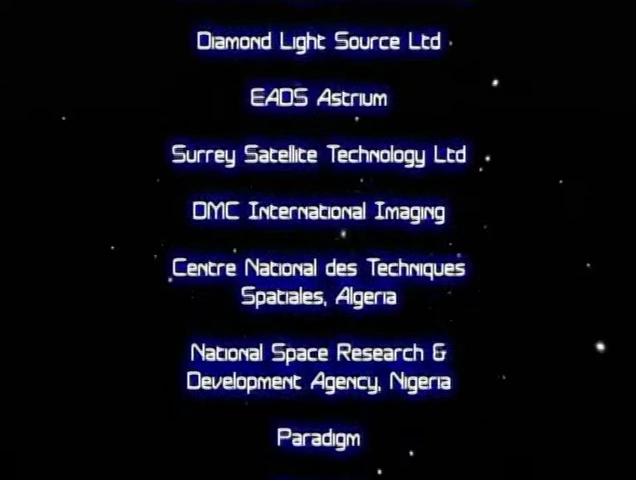 Diamond Light Source Ltd
EADS Astrium
Surrey Satellite Technology Ltd
DMC International Imaging
Centre National des Techniques
Spatiales, Algeria
National Space Research &
Development Agency, Nigeria
Paradigm